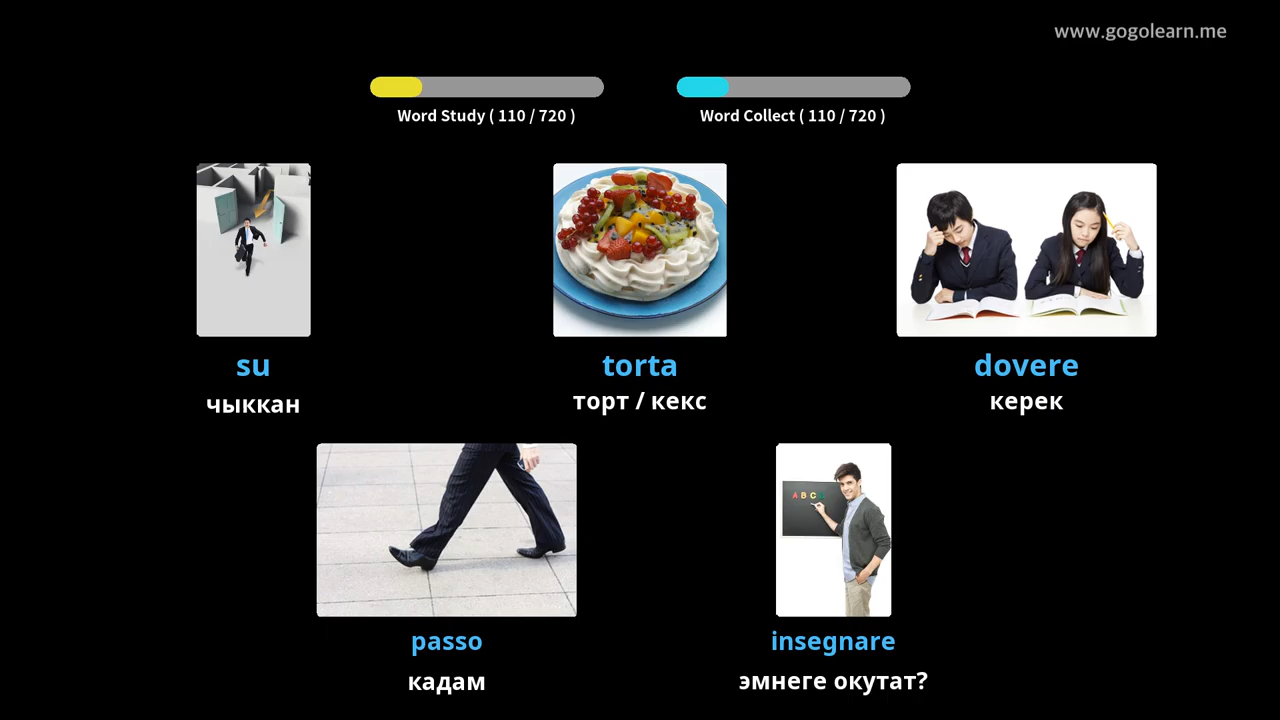 www.gogolearn.me
Word Study ( 110 / 720 )
Word Collect ( 110 / 720 )
su
чыккан
torta
торт / кекс
dovere
керек
passo
кадам
A B C
insegnare
эмнеге окутат?